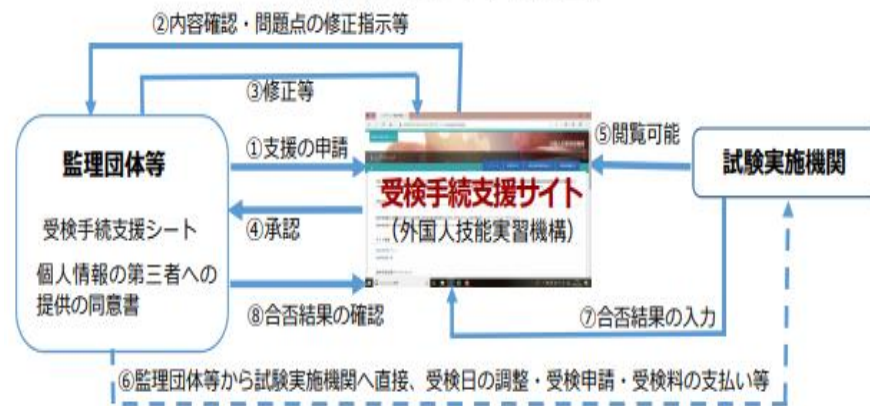 ②内容確認・問題点の修正指示等
③修正等
監理団体等
①支援の申請
⑤閲覧可能
試験実施機関
受検手続支援サイト
(外国人技能実習機構)
受検手続支援シート
④承認
個人情報の第三者への
提供の同意書
⑧合否結果の確認
⑦合否結果の入力
⑥監理団体等から試験実施機関へ直接、受検日の調整・受検申請・受検料の支払い等